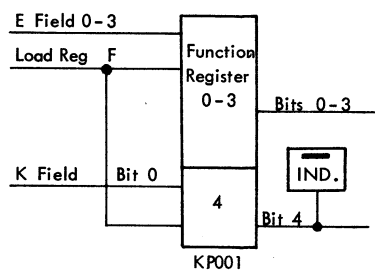 E Field 0-3
Load Reg F
Function
Register
0-3
Bits 0-3
K Field Bit 0
IND.
4
Bit 4
KP001